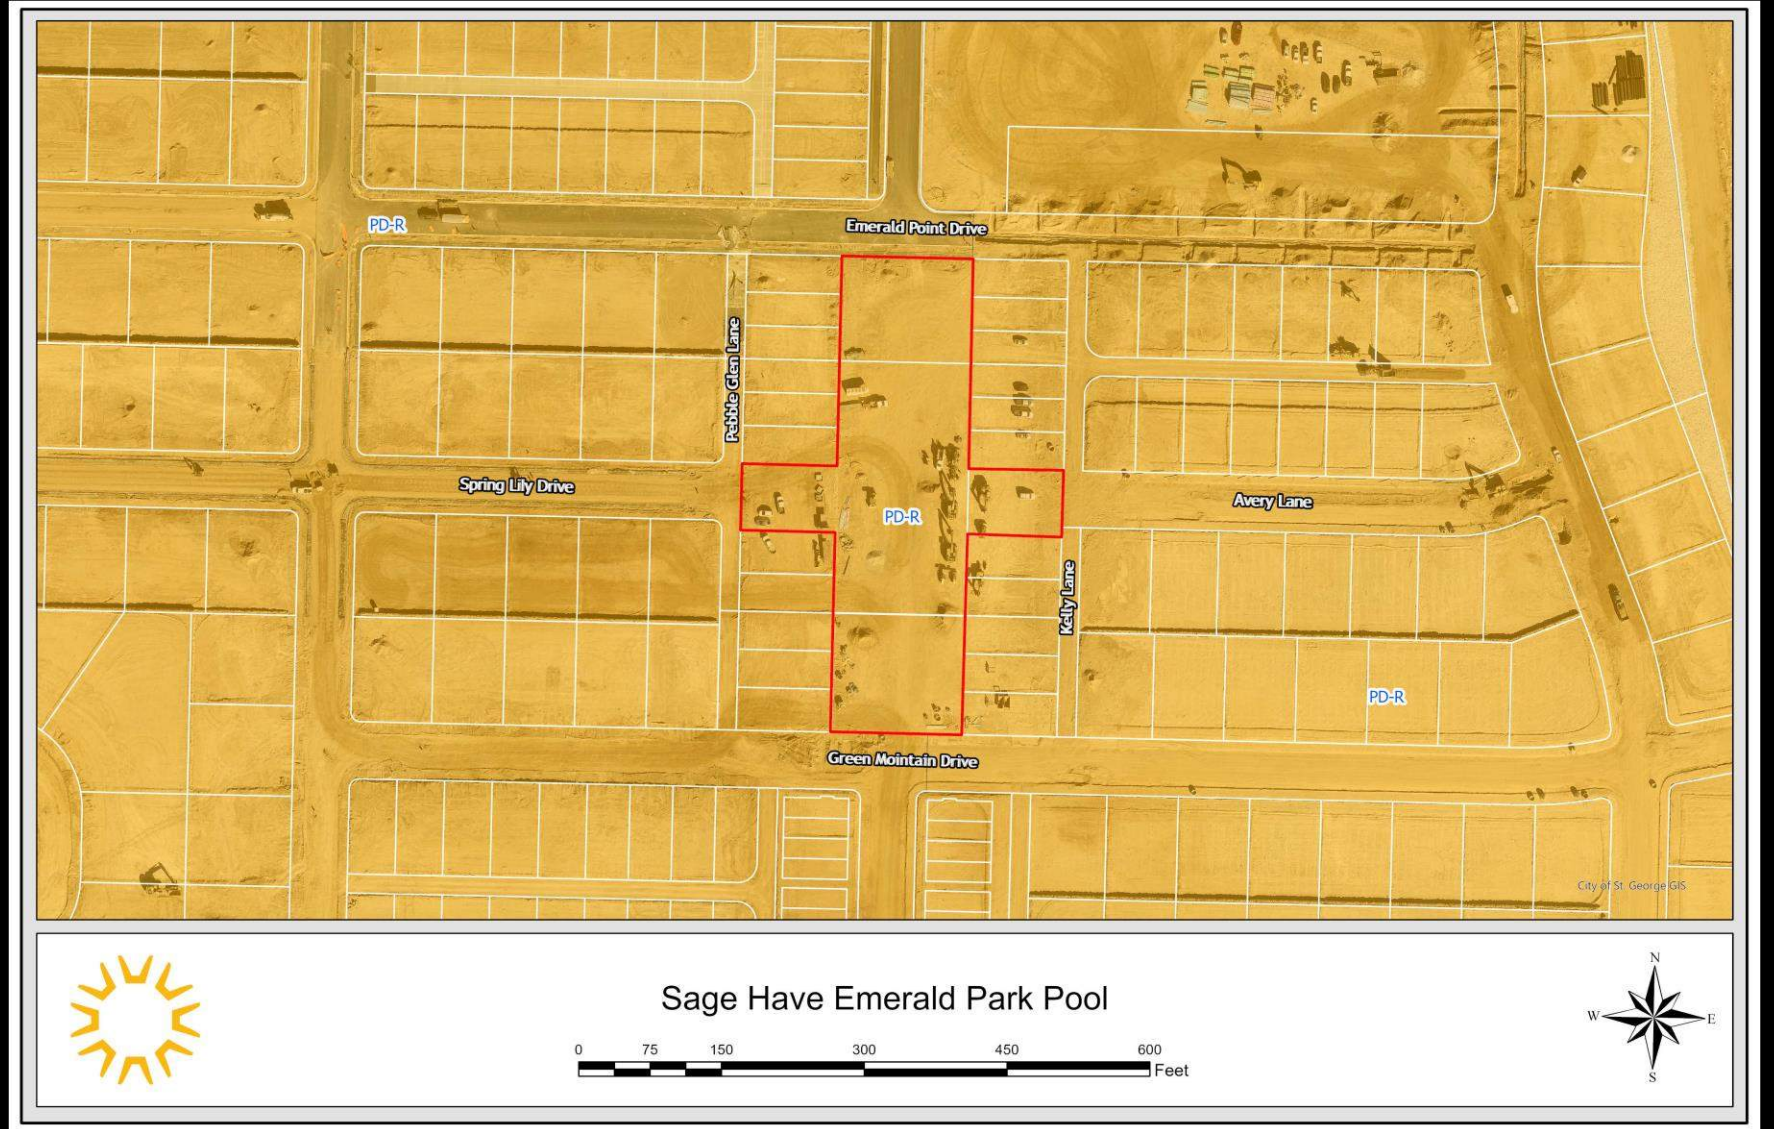 PD-R
Emerald Point Drive
Pebble Glen Lane
Spring Lily Drive
PD-R
Avery Lane
Kelly Lane
PD-R
Green Mointain Drive
City of St. George GIS
Sage Have Emerald Park Pool
0 75 150 300 450 600
Feet
N
W E
S